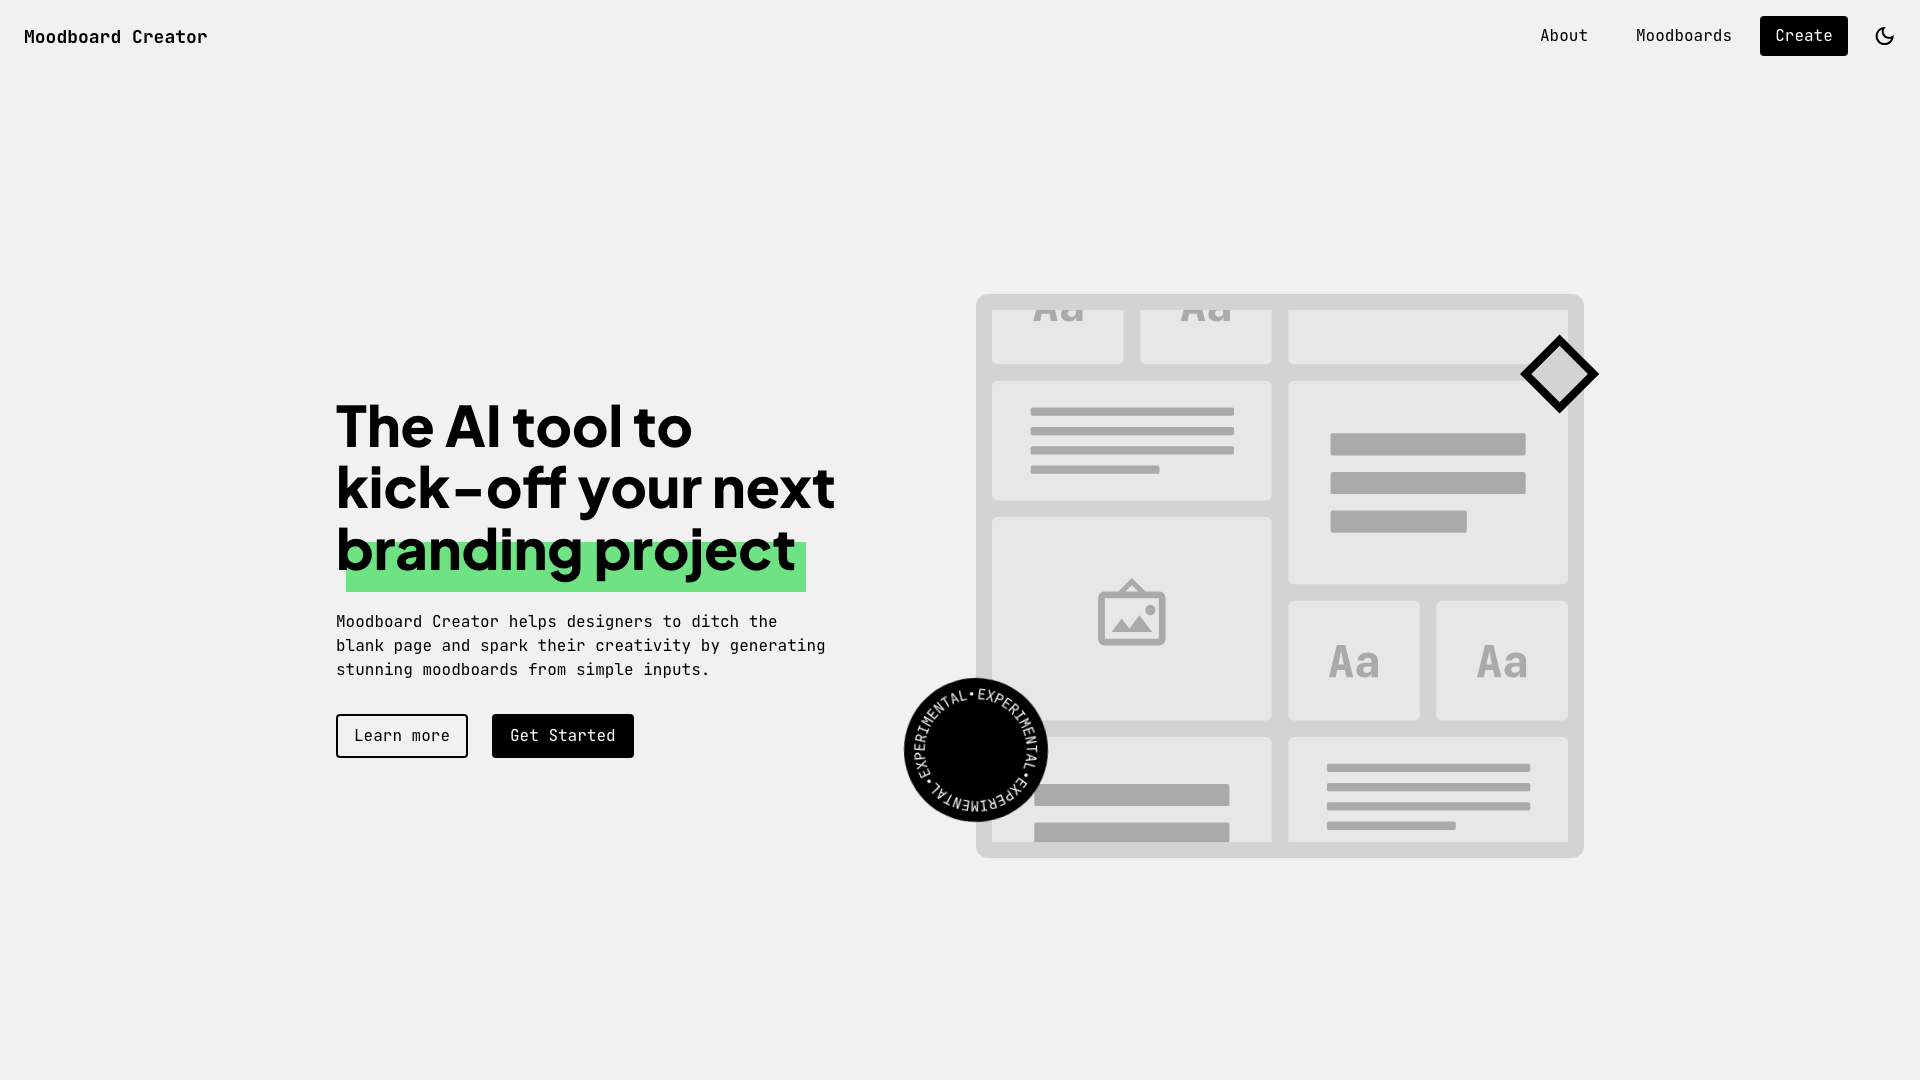 Moodboard Creator
About
Moodboards
Create
The AI tool to
kick-off your next
branding project
Moodboard Creator helps designers to ditch the
blank page and spark their creativity by generating
stunning moodboards from simple inputs.
Learn more
Get Started
Aa
Aa
Aa
Aa
EXPERIMENTAL•EXPERIMENTAL•EXPERIMENTAL•EXPERIMENTAL•